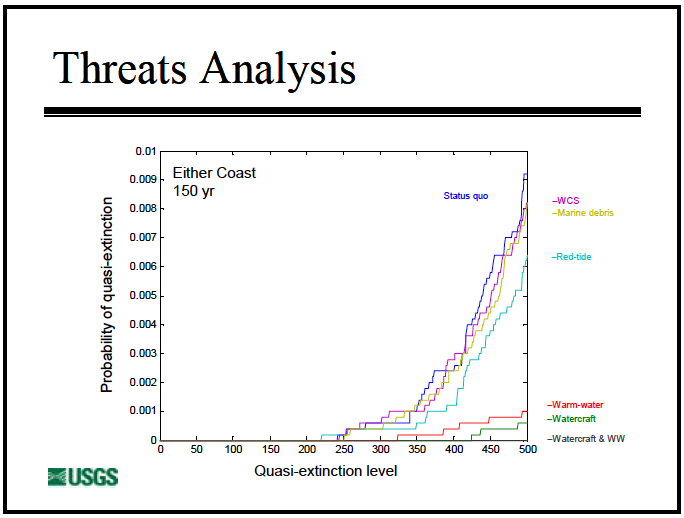 Threats Analysis
Either Coast
150 yr
Status quo
Probability of quasi-extinction
0.01
0.009
0.008
0.007
0.006
0.005
0.004
0.003
0.002
0.001
0
0 50 100 150 200 250 300 350 400 450 500
Quasi-extinction level
–WCS
–Marine debris
–Red-tide
–Warm-water
–Watercraft
–Watercraft & WW
USGS